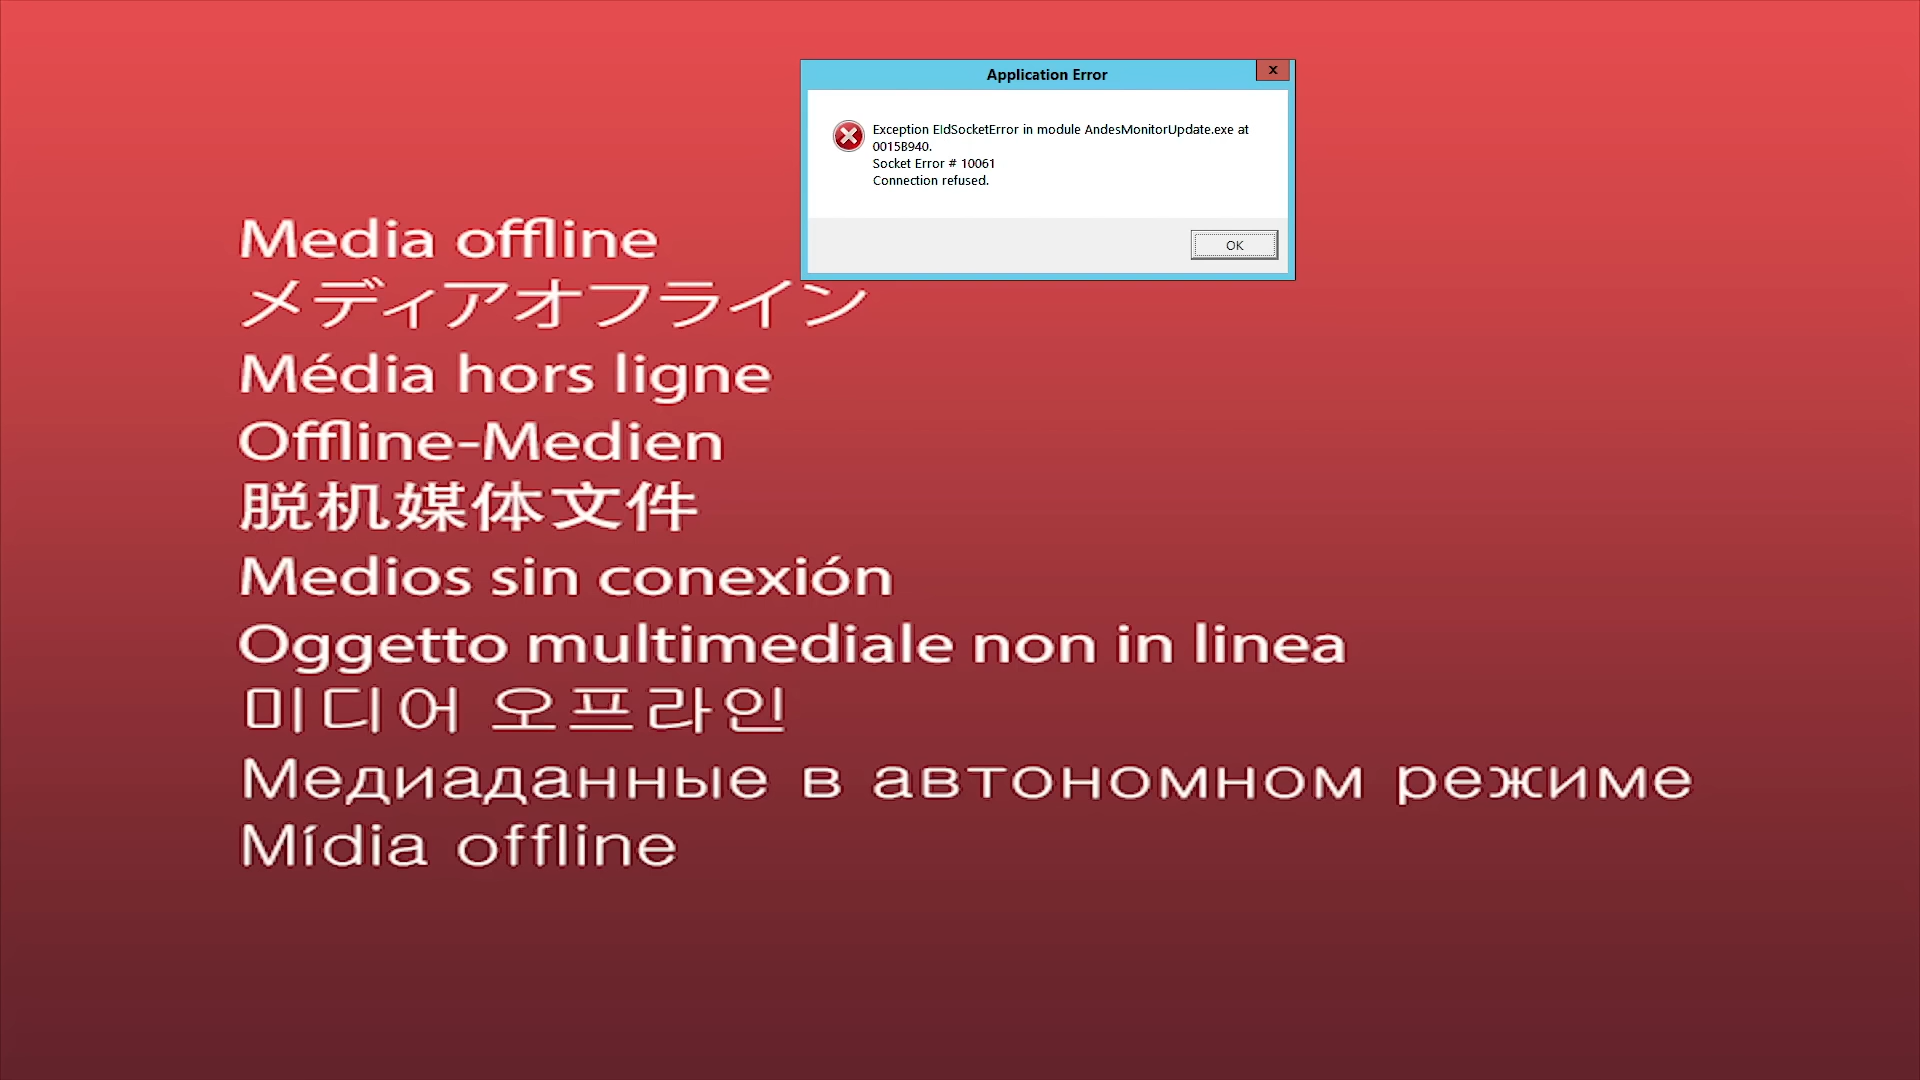 Application Error
x
Exception EIdSocketError in module AndesMonitorUpdate.exe at
0015B940.
Socket Error # 10061
Connection refused.
OK
Media offline
メディアオフライン
Média hors ligne
Offline-Medien
脱机媒体文件
Medios sin conexión
Oggetto multimediale non in linea
미디어 오프라인
Медиаданные в автономном режиме
Mídia offline